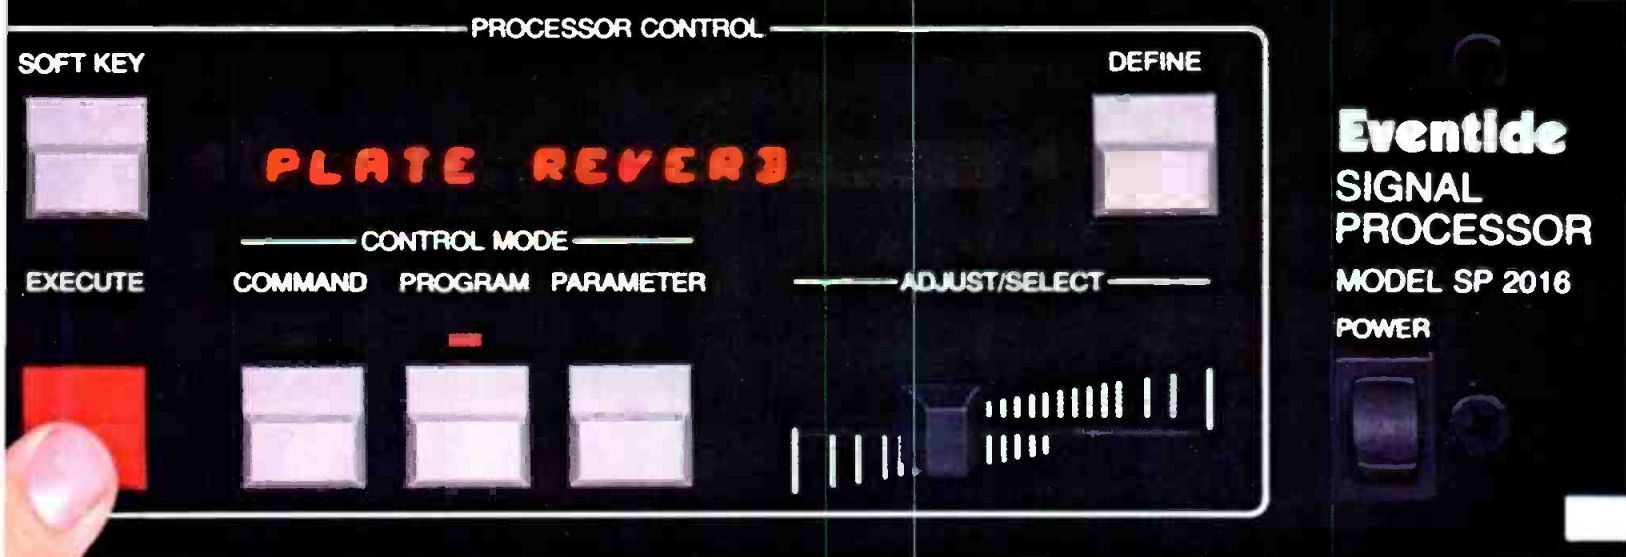 PROCESSOR CONTROL
SOFT KEY
DEFINE
PLATE REVERB
CONTROL MODE
EXECUTE
COMMAND PROGRAM PARAMETER
ADJUST/SELECT
Eventide
SIGNAL
PROCESSOR
MODEL SP 2016
POWER